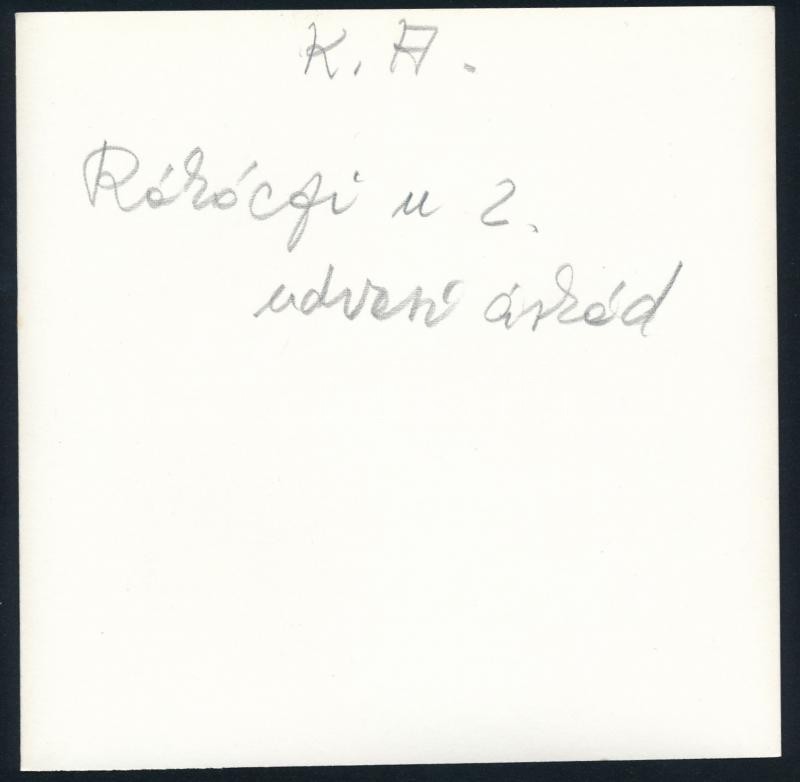 K. A.
Rákóczi u 2.
udvari árkád